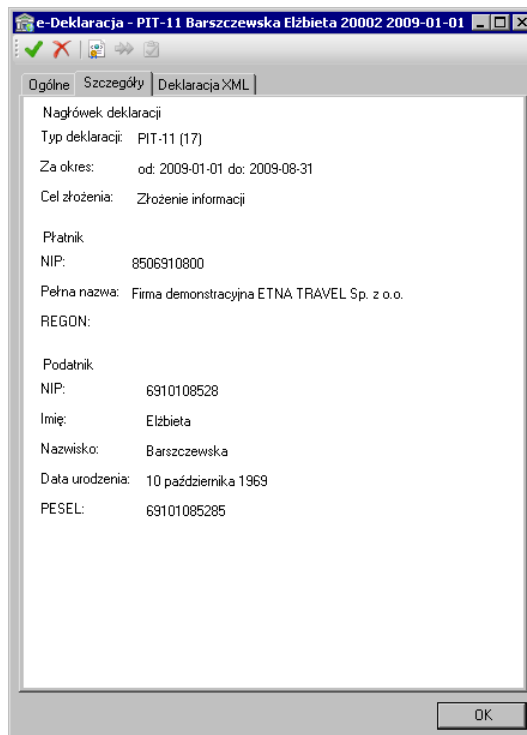 e-Deklaracja - PIT-11 Barszczewska Elżbieta 20002 2009-01-01
Ogólne Szczegóły Deklaracja XML
Nagłówek deklaracji
Typ deklaracji: PIT-11 (17)
Za okres: od: 2009-01-01 do: 2009-08-31
Cel złożenia: Złożenie informacji
Płatnik
NIP: 8506910800
Pełna nazwa: Firma demonstracyjna ETNA TRAVEL Sp. z o.o.
REGON:
Podatnik
NIP: 6910108528
Imię: Elżbieta
Nazwisko: Barszczewska
Data urodzenia: 10 października 1969
PESEL: 69101085285
OK